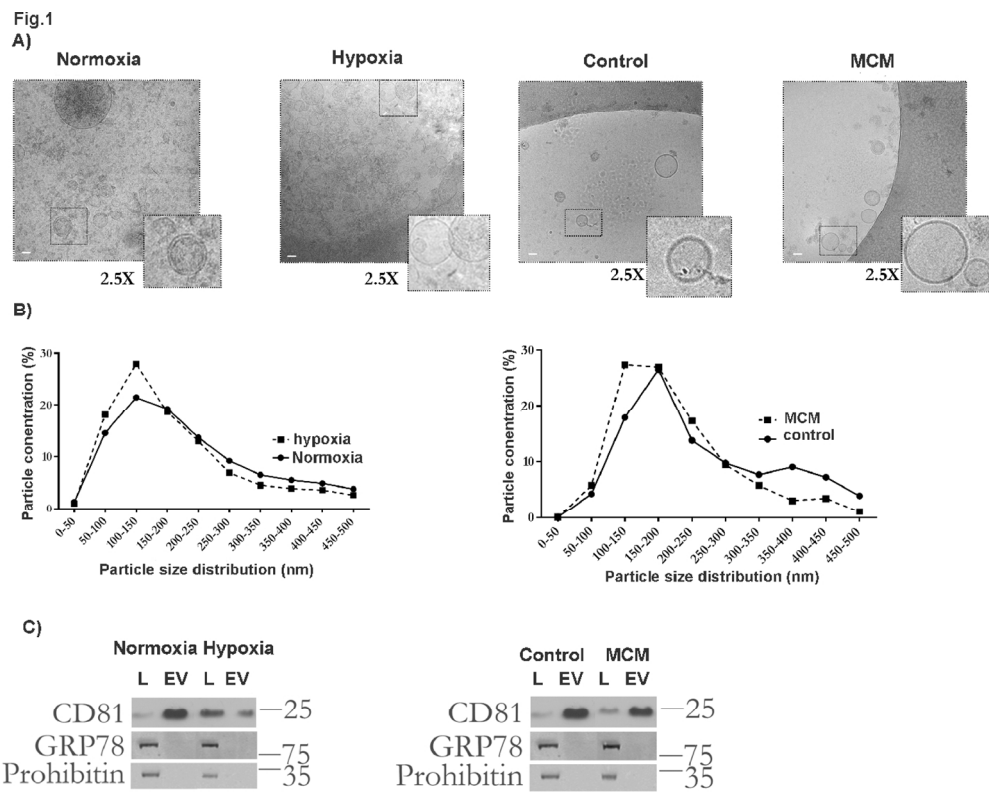 Fig.1
A)
Normoxia
Hypoxia
Control
MCM
2.5X
2.5X
2.5X
2.5X
B)
Particle conentration (%)
30
20
10
0
hypoxia
Normoxia
0-50
50-100
100-150
150-200
200-250
250-300
300-350
350-400
400-450
450-500
Particle size distribution (nm)
Particle concentration (%)
30
20
10
0
MCM
control
0-50
50-100
100-150
150-200
200-250
250-300
300-350
350-400
400-450
450-500
Particle size distribution (nm)
C)
Normoxia Hypoxia
L EV L EV
CD81 25
GRP78 75
Prohibitin 35
Control MCM
L EV L EV
CD81 25
GRP78 75
Prohibitin 35